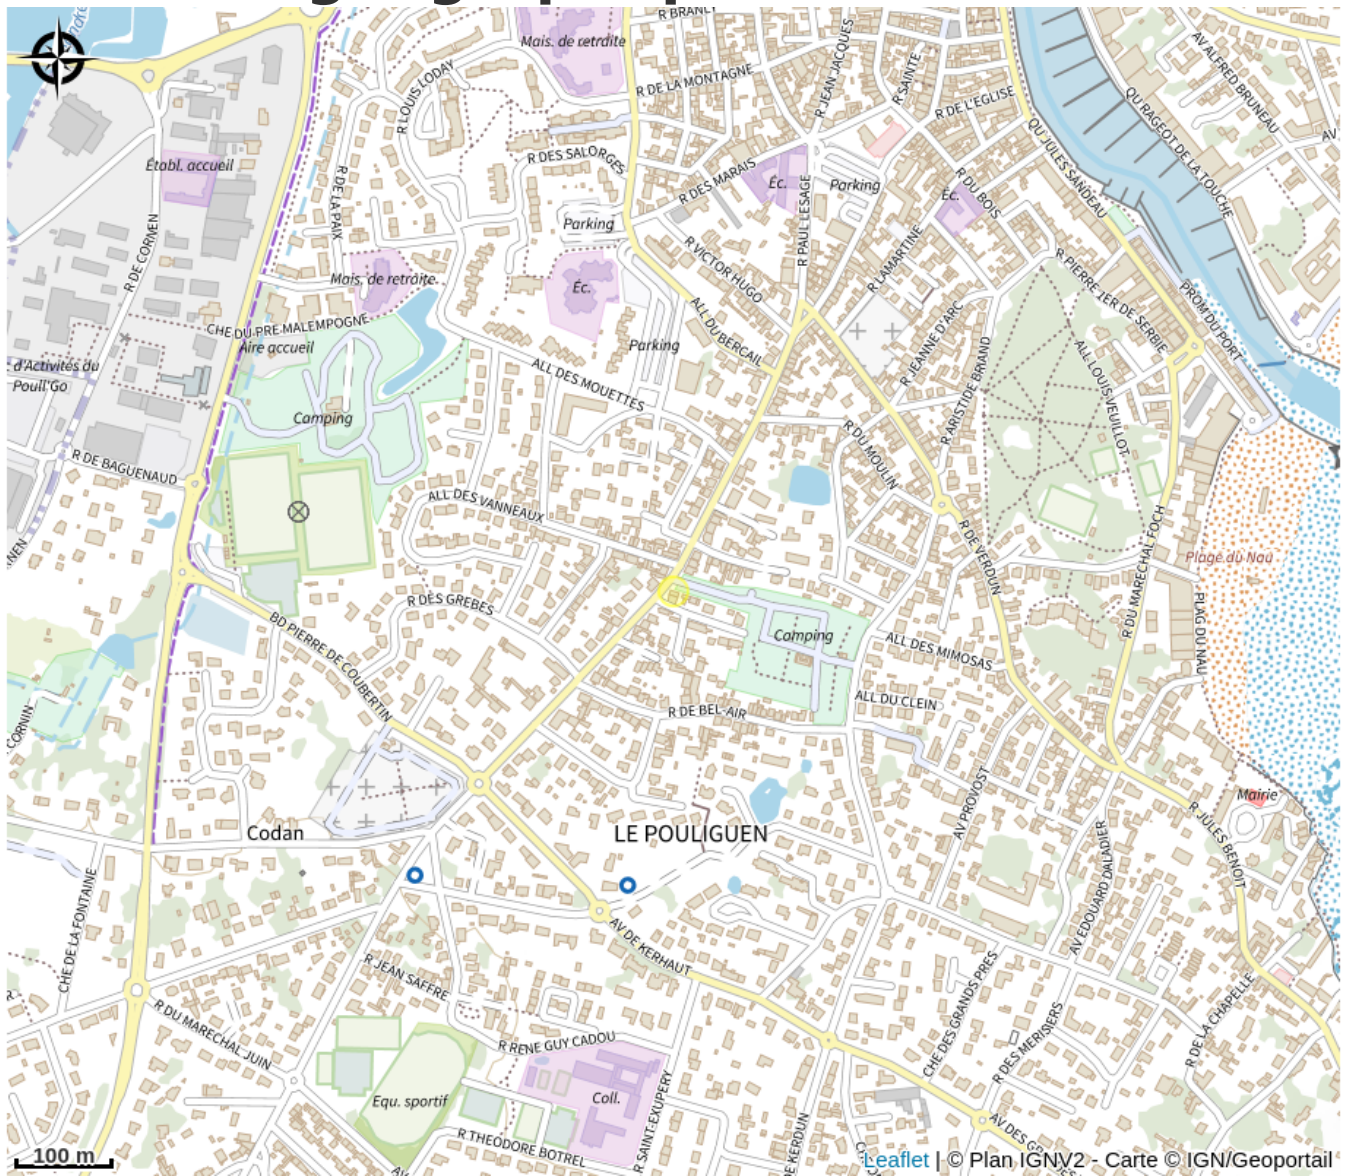 R BRANLY
Mais. de retraite
R DE LA MONTAGNE
R JEAN JACQUES
R SAINTE
R DE L'EGLISE
AV ALFRED BRUNEAU
QU RAGEOT DE LA TOUCHE
AV
R LOUIS LODAY
QU JULES SANDEAU
Établ. accueil
R DES SALORGES
R DES MARAIS
Éc.
Parking
Éc.
R DU BOIS
R DE LA PAIX
Parking
R PAUL LESAGE
R DE CORNEN
R VICTOR HUGO
R LAMARTINE
R PIERRE 1ER DE SERBIE
PROM DU PORT
Mais. de retraite
Éc.
ALL DU BERCAIL
R JEANNE D'ARC
CHE DU PRE MALEMPOGNE
Aire accueil
Parking
R ARISTIDE BRIAND
ALL LOUIS VEUILLOT
d'Activités du
Poull'Go
ALL DES MOUETTES
Camping
R DU MOULIN
R DE BAGUENAUD
ALL DES VANNEAUX
R DE VERDUN
R DU MARECHAL FOCH
Plage du Nau
PLAG DU NAU
R DES GREBES
BD PIERRE DE COUBERTIN
Camping
ALL DES MIMOSAS
R DE BEL-AIR
ALL DU CLEIN
CORNIN
AV PROVOST
Mairie
R JULES BENOIT
Codan
LE POULIGUEN
AV EDOUARD DALADIER
CHE DE LA FONTAINE
AV DE KERHAUT
R JEAN SAFFRE
CHE DES GRANDS PRES
R DES MERISERS
R DE LA CHAPELLE
R DU MARECHAL JUIN
R RENE GUY CADOU
Equ. sportif
Coll.
R SAINT-EXUPERY
R THEODORE BOTREL
AV
100 m
Leaflet | © Plan IGNV2 - Carte © IGN/Geoportail